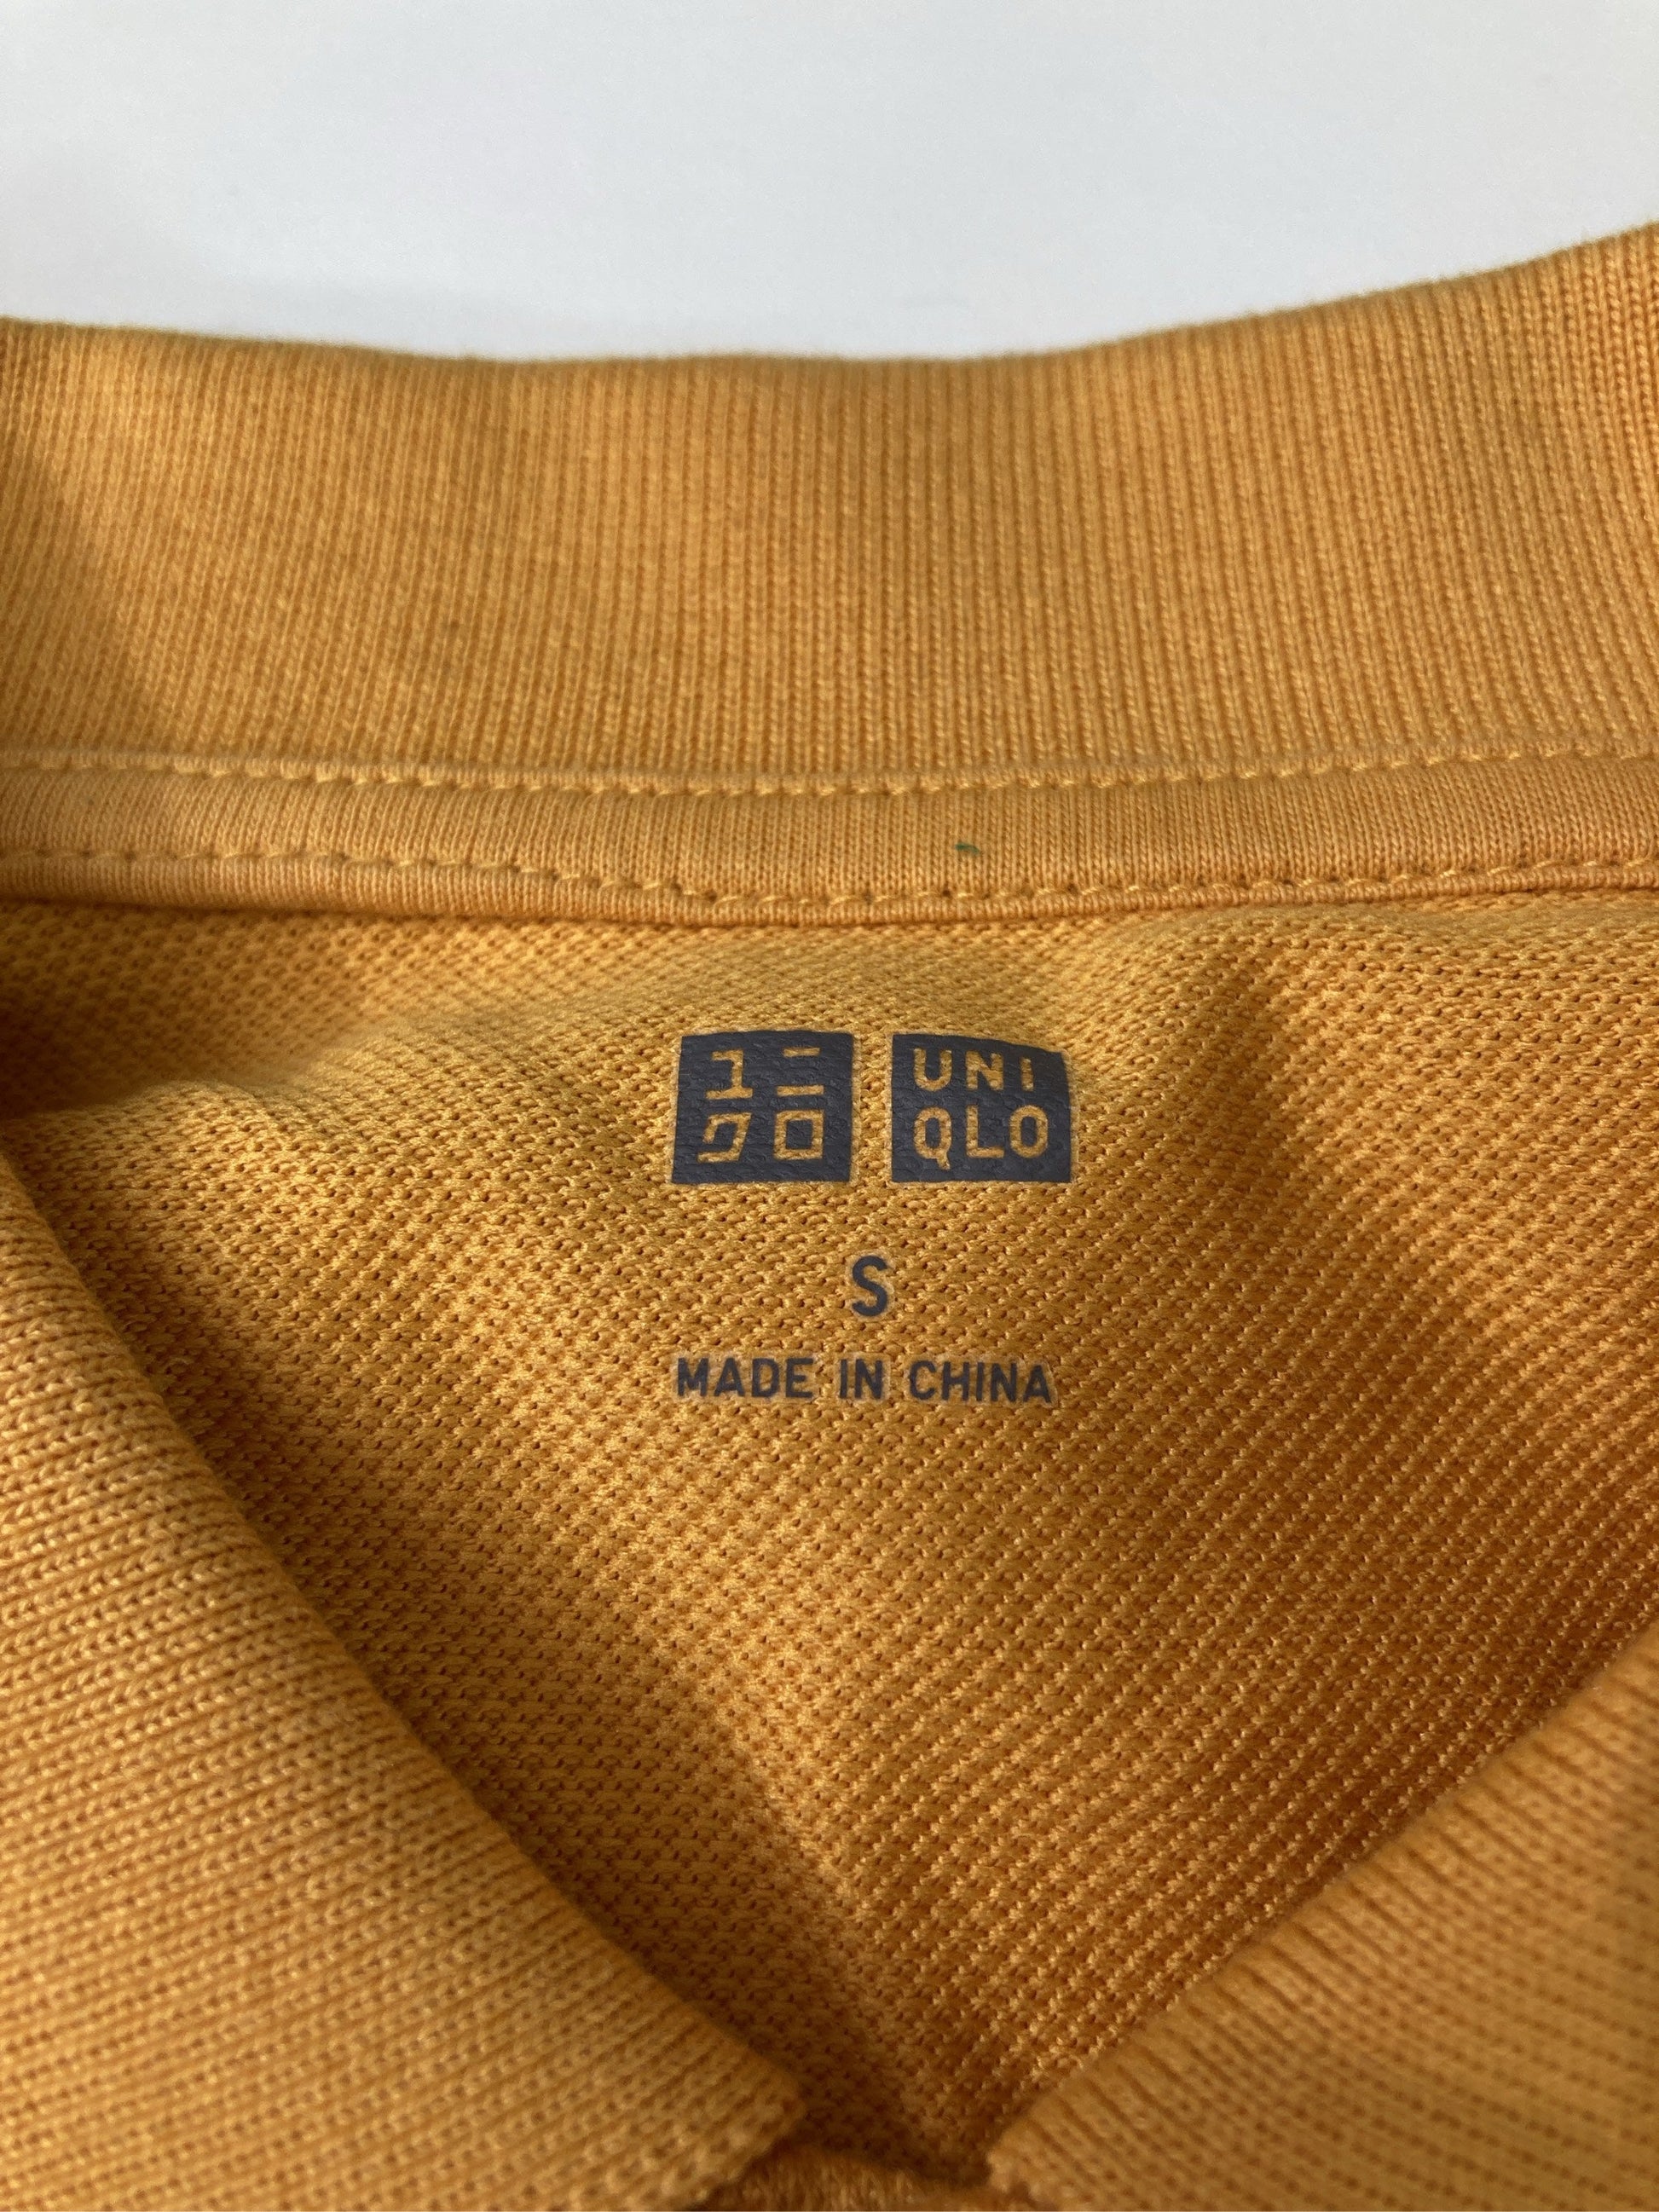 ユニ
クロ
UNI
QLO
S
MADE IN CHINA